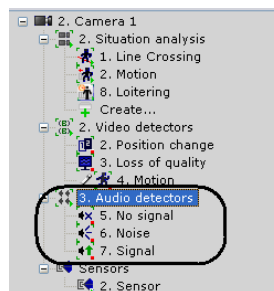 2. Camera 1
2. Situation analysis
1. Line Crossing
2. Motion
8. Loitering
Create...
2. Video detectors
2. Position change
3. Loss of quality
4. Motion
3. Audio detectors
5. No signal
6. Noise
7. Signal
Sensors
2. Sensor